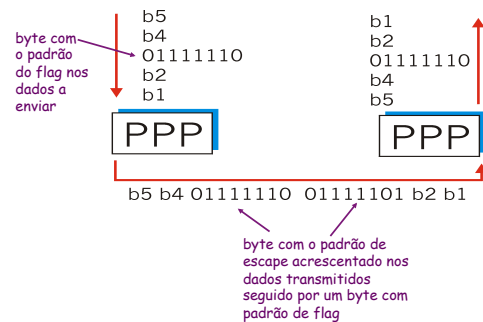 byte com
o padrão
do flag nos
dados a
enviar
b5
b4
01111110
b2
b1
PPP
b1
b2
01111110
b4
b5
PPP
b5 b4 01111110 01111101 b2 b1
byte com o padrão de
escape acrescentado nos
dados transmitidos
seguido por um byte com
padrão de flag